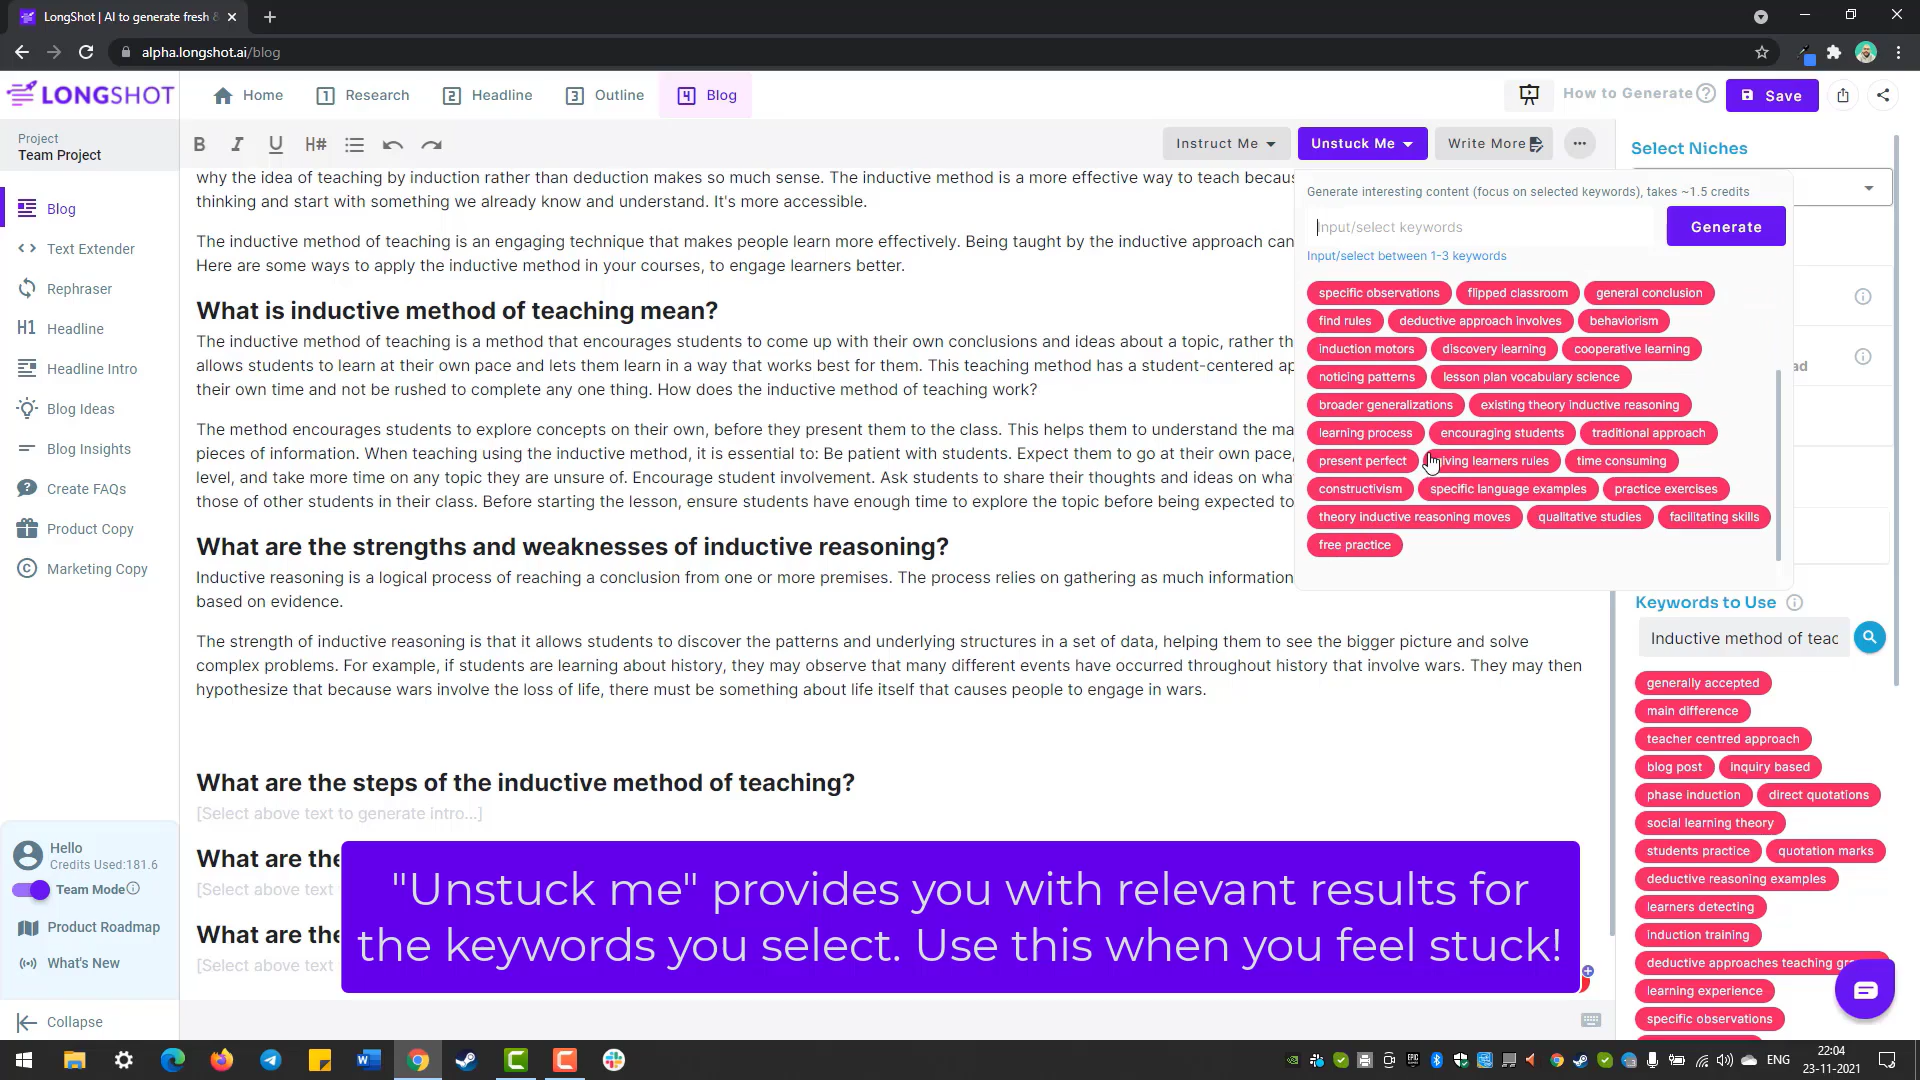 LongShot | AI to generate fresh &
alpha.longshot.ai/blog
LONGSHOT
Home
1 Research
2 Headline
3 Outline
4 Blog
How to Generate ?
Save
Project
Team Project
B I U H#
Instruct Me
Unstuck Me
Write More
Select Niches
Blog
Text Extender
Rephraser
H1 Headline
Headline Intro
Blog Ideas
Blog Insights
Create FAQs
Product Copy
Marketing Copy
Hello
Credits Used:181.6
Team Mode
Product Roadmap
What's New
Collapse
why the idea of teaching by induction rather than deduction makes so much sense. The inductive method is a more effective way to teach becau
thinking and start with something we already know and understand. It's more accessible.
The inductive method of teaching is an engaging technique that makes people learn more effectively. Being taught by the inductive approach can
Here are some ways to apply the inductive method in your courses, to engage learners better.
What is inductive method of teaching mean?
The inductive method of teaching is a method that encourages students to come up with their own conclusions and ideas about a topic, rather th
allows students to learn at their own pace and lets them learn in a way that works best for them. This teaching method has a student-centered ap
their own time and not be rushed to complete any one thing. How does the inductive method of teaching work?
The method encourages students to explore concepts on their own, before they present them to the class. This helps them to understand the ma
pieces of information. When teaching using the inductive method, it is essential to: Be patient with students. Expect them to go at their own pace,
level, and take more time on any topic they are unsure of. Encourage student involvement. Ask students to share their thoughts and ideas on wha
those of other students in their class. Before starting the lesson, ensure students have enough time to explore the topic before being expected to
What are the strengths and weaknesses of inductive reasoning?
Inductive reasoning is a logical process of reaching a conclusion from one or more premises. The process relies on gathering as much information
based on evidence.
The strength of inductive reasoning is that it allows students to discover the patterns and underlying structures in a set of data, helping them to see the bigger picture and solve
complex problems. For example, if students are learning about history, they may observe that many different events have occurred throughout history that involve wars. They may then
hypothesize that because wars involve the loss of life, there must be something about life itself that causes people to engage in wars.
What are the steps of the inductive method of teaching?
[Select above text to generate intro...]
What are the
[Select above text
What are the
[Select above text
"Unstuck me" provides you with relevant results for
the keywords you select. Use this when you feel stuck!
Generate interesting content (focus on selected keywords), takes ~1.5 credits
Input/select keywords
Generate
Input/select between 1-3 keywords
specific observations flipped classroom general conclusion
find rules deductive approach involves behaviorism
induction motors discovery learning cooperative learning
noticing patterns lesson plan vocabulary science
broader generalizations existing theory inductive reasoning
learning process encouraging students traditional approach
present perfect giving learners rules time consuming
constructivism specific language examples practice exercises
theory inductive reasoning moves qualitative studies facilitating skills
free practice
ad
Keywords to Use
Inductive method of teac
generally accepted
main difference
teacher centred approach
blog post inquiry based
phase induction direct quotations
social learning theory
students practice quotation marks
deductive reasoning examples
learners detecting
induction training
deductive approaches teaching gr
learning experience
specific observations
ENG
22:04
23-11-2021